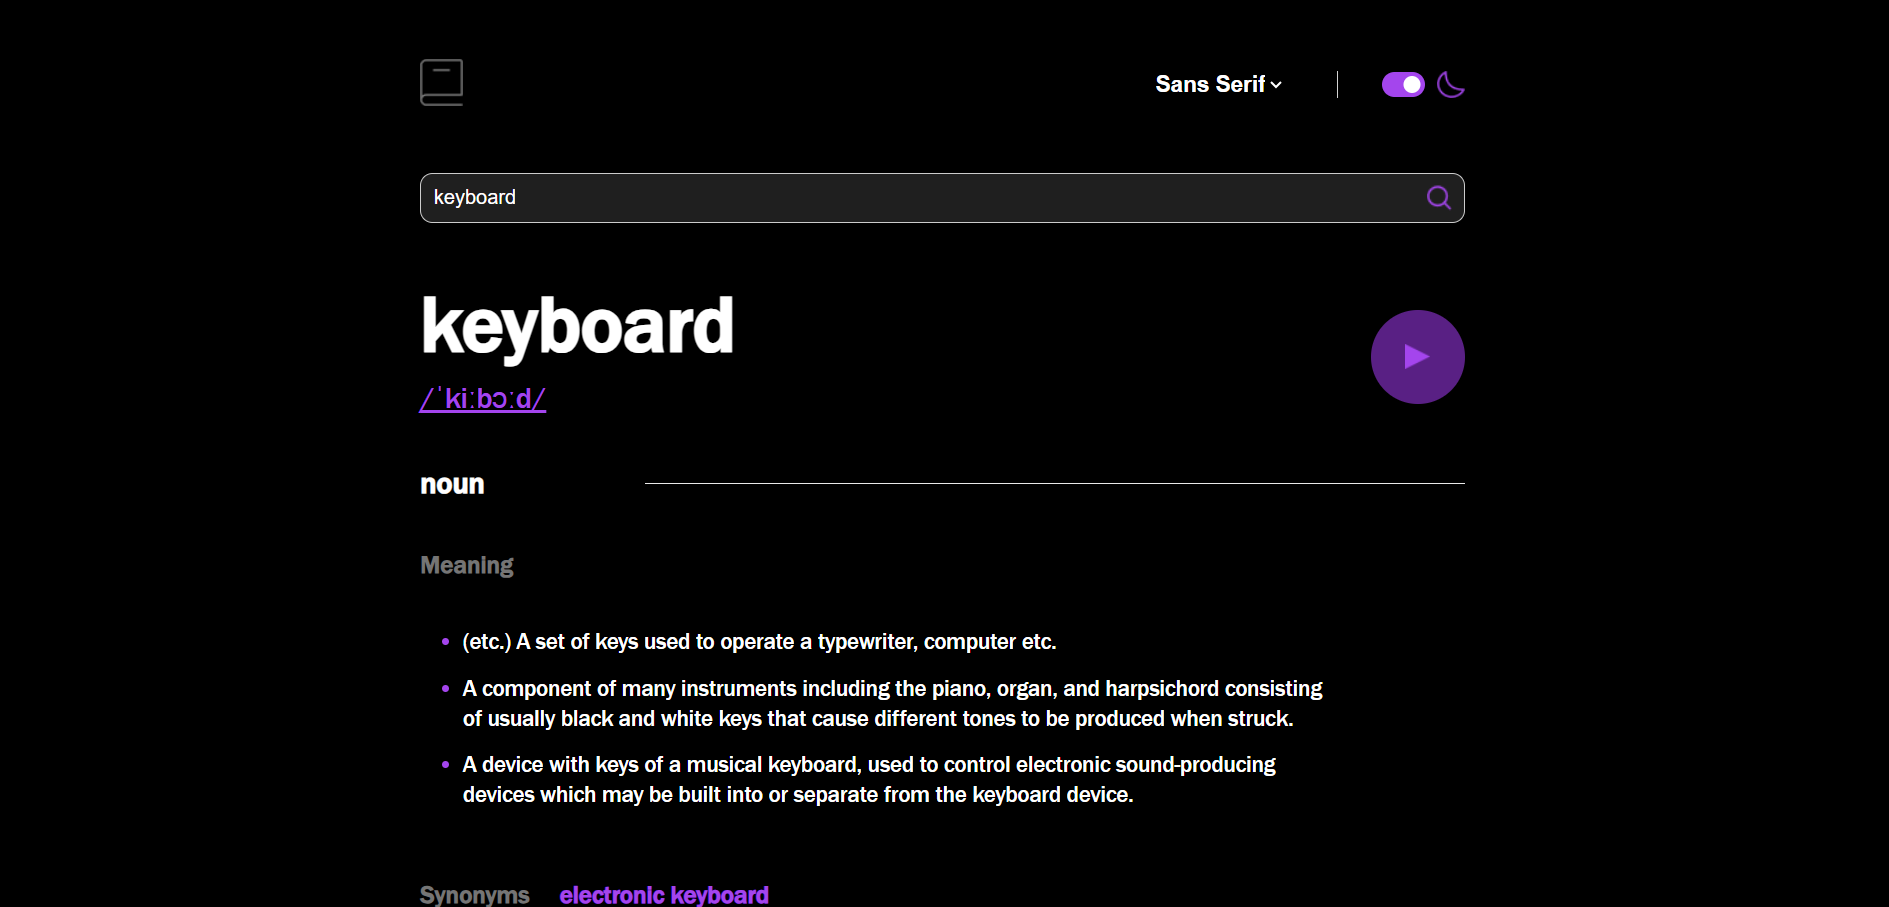 Sans Serif
keyboard
keyboard
/ˈkiːbɔːd/
noun
Meaning
(etc.) A set of keys used to operate a typewriter, computer etc.
A component of many instruments including the piano, organ, and harpsichord consisting
of usually black and white keys that cause different tones to be produced when struck.
A device with keys of a musical keyboard, used to control electronic sound-producing
devices which may be built into or separate from the keyboard device.
Synonyms electronic keyboard